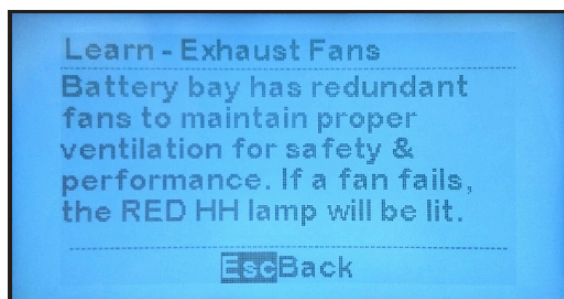 Learn - Exhaust Fans
Battery bay has redundant
fans to maintain proper
ventilation for safety &
performance. If a fan fails,
the RED HH lamp will be lit.
EscBack